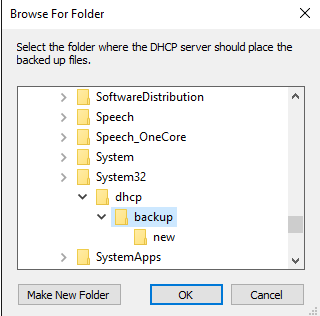 Browse For Folder
Select the folder where the DHCP server should place the
backed up files.
SoftwareDistribution
Speech
Speech_OneCore
System
System32
dhcp
backup
new
SystemApps
Make New Folder
OK
Cancel